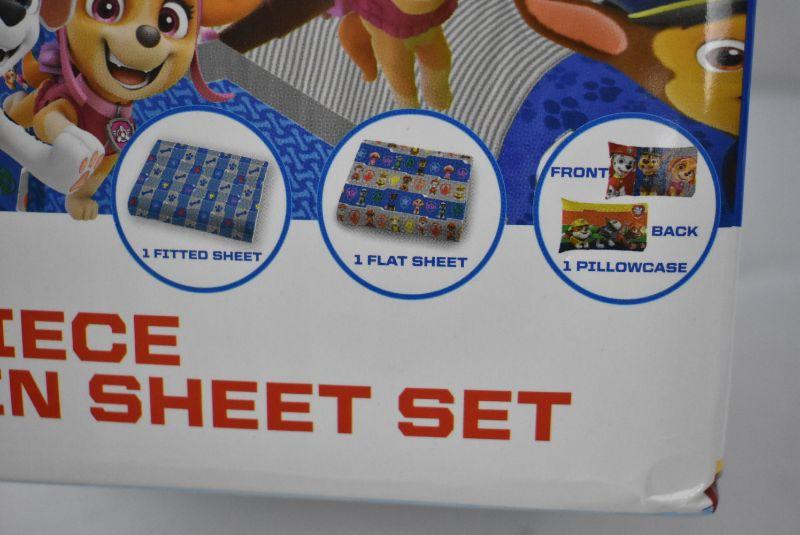 1 FITTED SHEET
1 FLAT SHEET
FRONT
BACK
1 PILLOWCASE
IECE
N SHEET SET